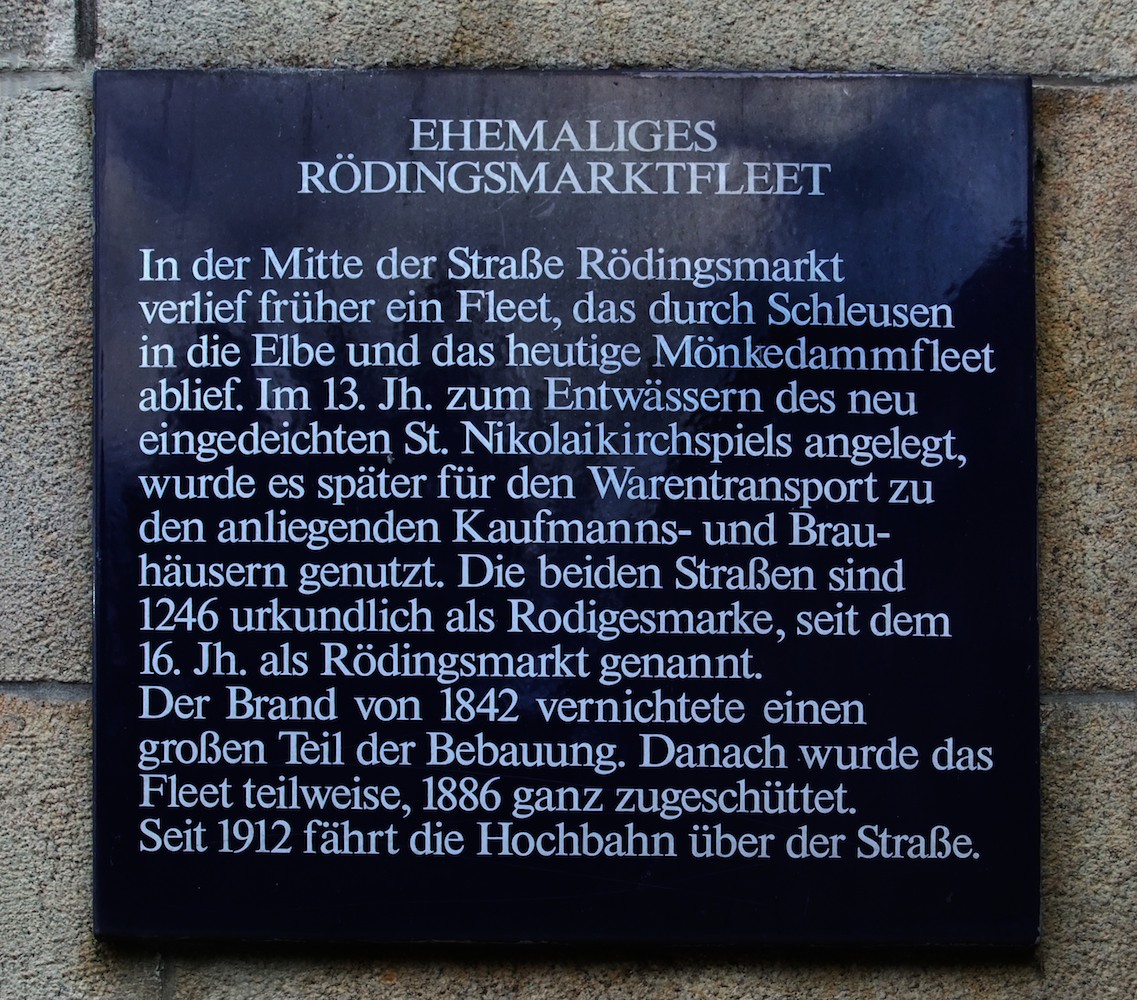 EHEMALIGES
RÖDINGSMARKTFLEET
In der Mitte der Straße Rödingsmarkt
verlief früher ein Fleet, das durch Schleusen
in die Elbe und das heutige Mönkedammfleet
ablief. Im 13. Jh. zum Entwässern des neu
eingedeichten St. Nikolaikirchspiels angelegt,
wurde es später für den Warentransport zu
den anliegenden Kaufmanns- und Brau-
häusern genutzt. Die beiden Straßen sind
1246 urkundlich als Rodigesmarke, seit dem
16. Jh. als Rödingsmarkt genannt.
Der Brand von 1842 vernichtete einen
großen Teil der Bebauung. Danach wurde das
Fleet teilweise, 1886 ganz zugeschüttet.
Seit 1912 fährt die Hochbahn über der Straße.